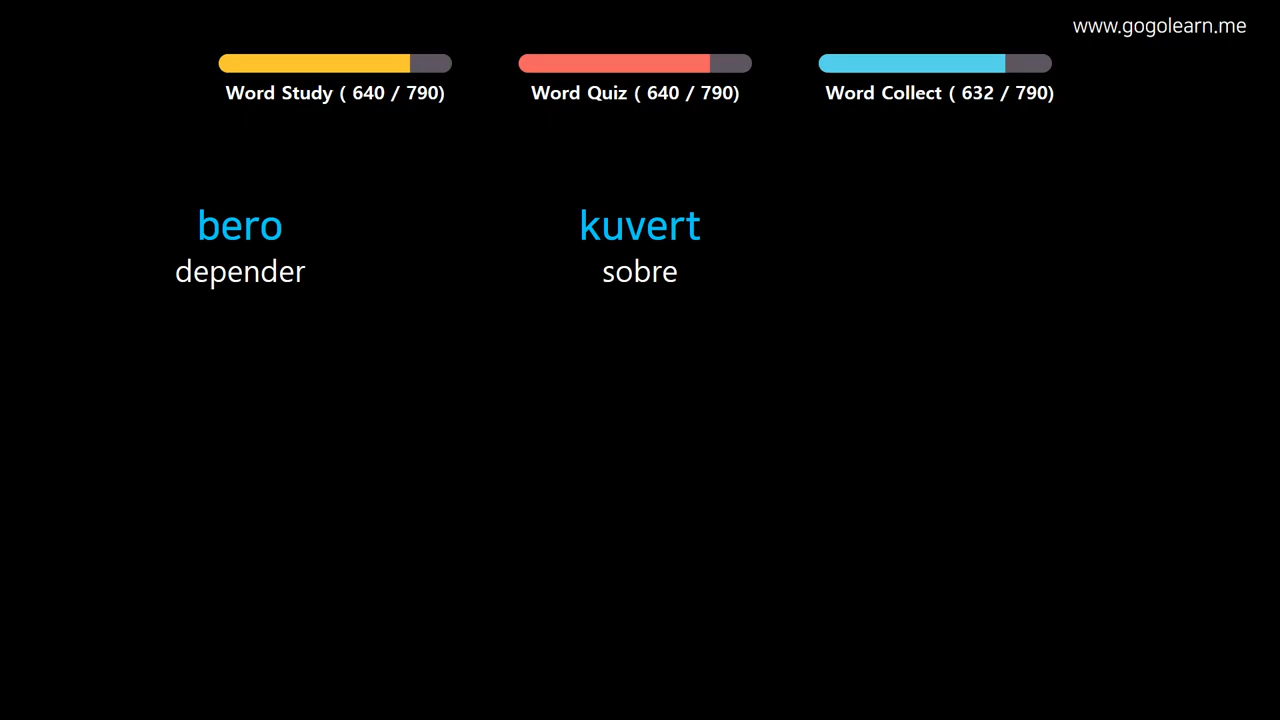 www.gogolearn.me
Word Study ( 640 / 790)
Word Quiz ( 640 / 790)
Word Collect ( 632 / 790)
bero
depender
kuvert
sobre